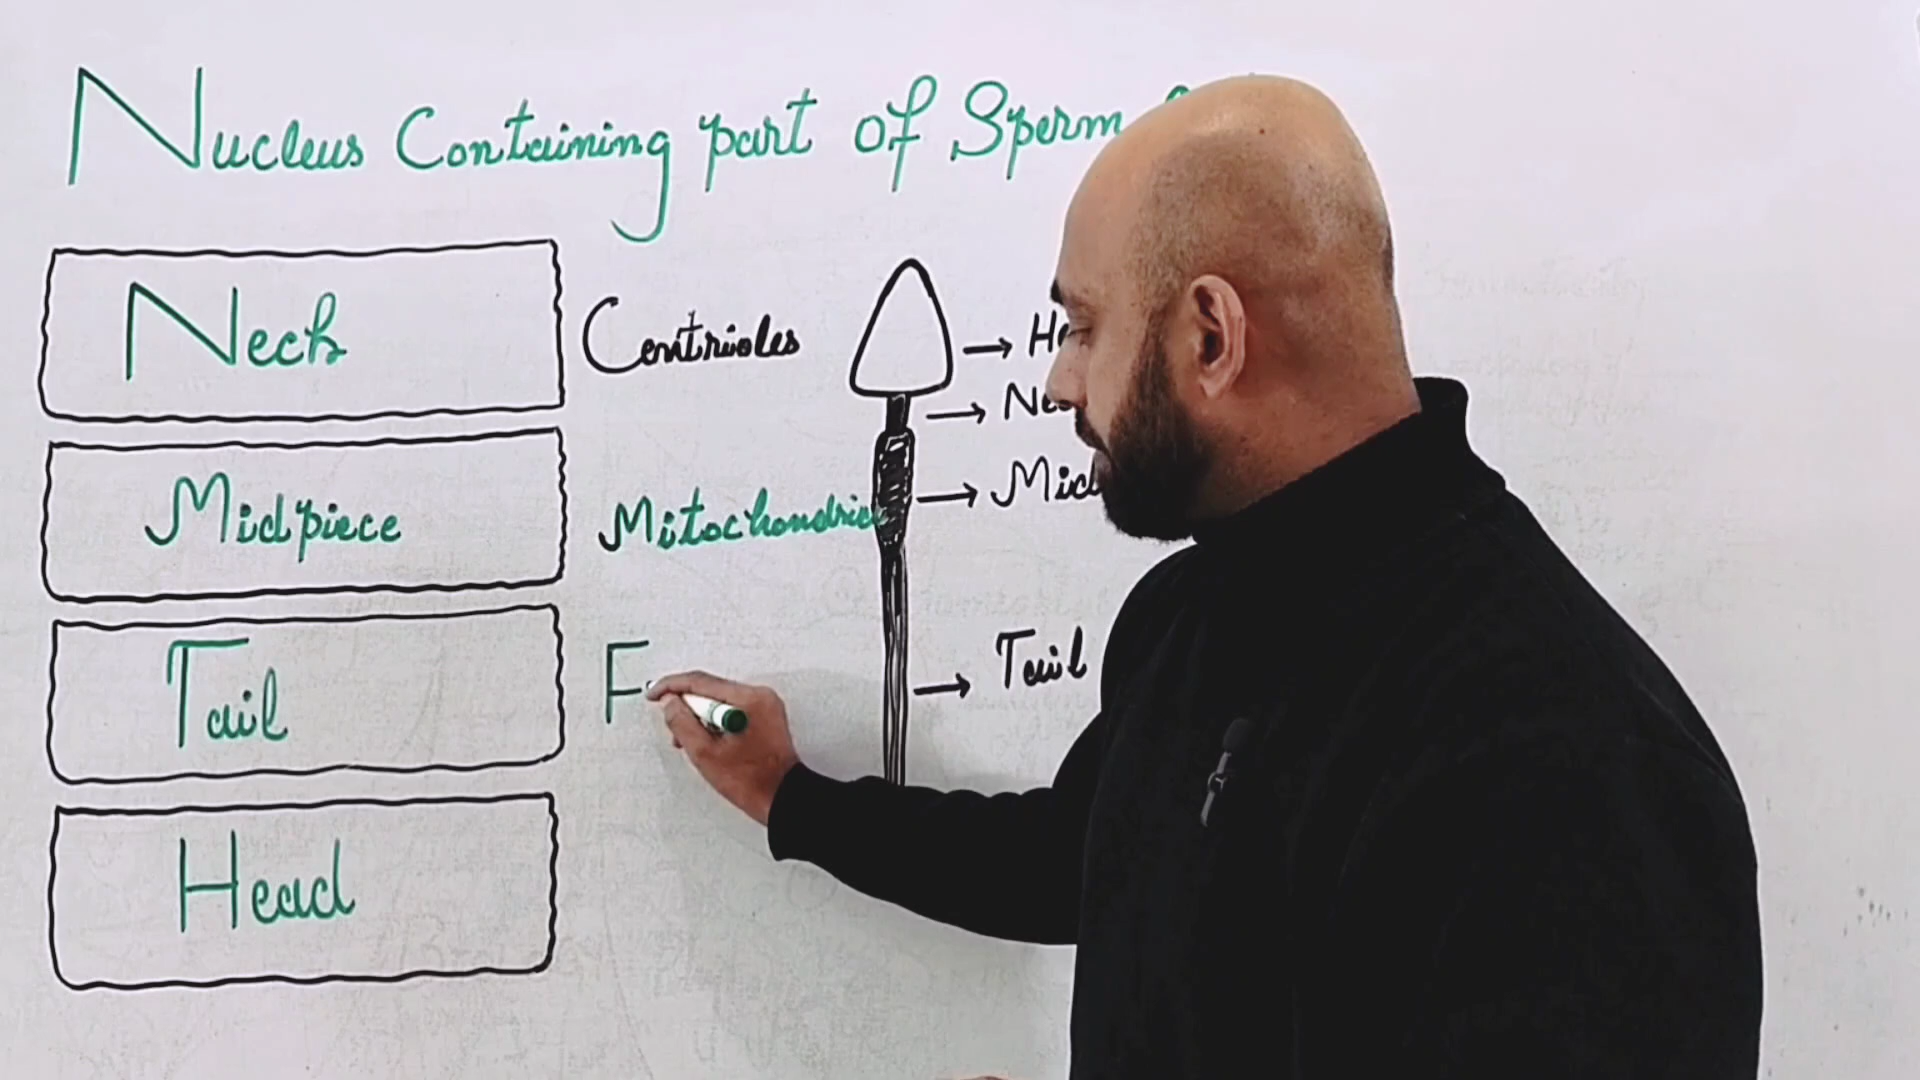 Nucleus Containing part of Sperm
Neck
Centrioles
Midpiece
Mitochondria
Tail
F
Head
Tail